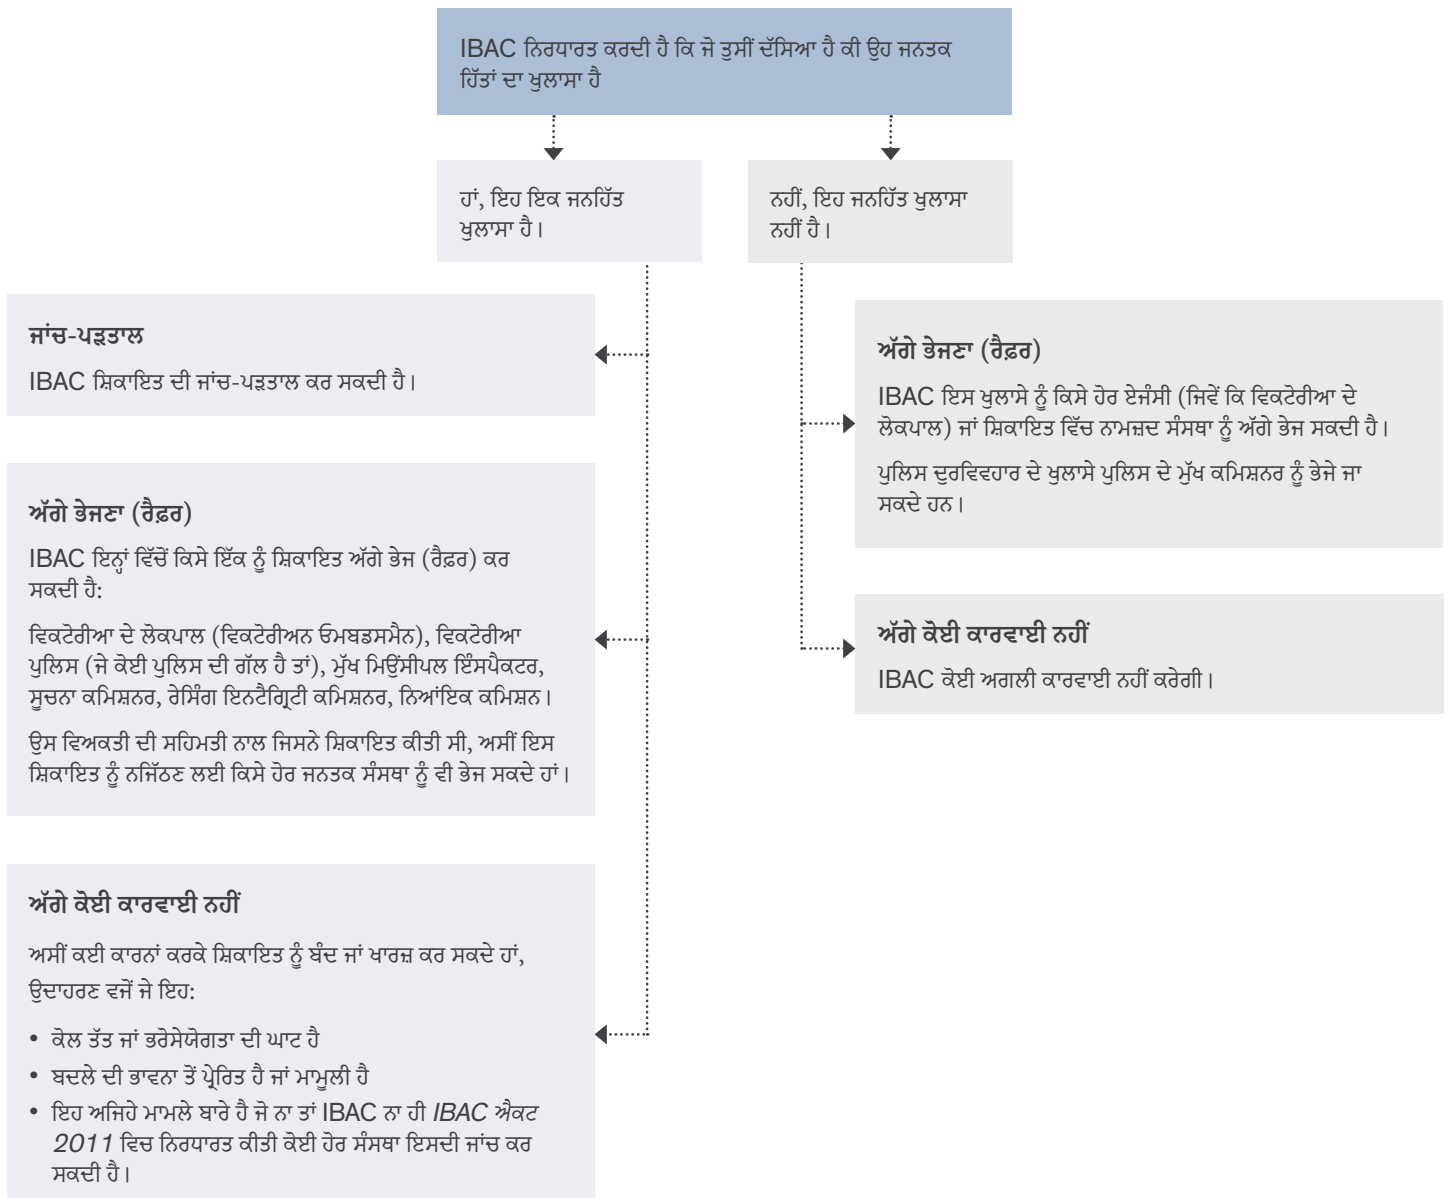 IBAC ਨਿਰਧਾਰਤ ਕਰਦੀ ਹੈ ਕਿ ਜੋ ਤੁਸੀਂ ਦੱਸਿਆ ਹੈ ਕੀ ਉਹ ਜਨਤਕ
ਹਿੱਤਾਂ ਦਾ ਖੁਲਾਸਾ ਹੈ
ਹਾਂ, ਇਹ ਇਕ ਜਨਹਿੱਤ
ਖੁਲਾਸਾ ਹੈ।
ਨਹੀਂ, ਇਹ ਜਨਹਿੱਤ ਖੁਲਾਸਾ
ਨਹੀਂ ਹੈ।
ਜਾਂਚ-ਪੜਤਾਲ
IBAC ਸ਼ਿਕਾਇਤ ਦੀ ਜਾਂਚ-ਪੜਤਾਲ ਕਰ ਸਕਦੀ ਹੈ।
ਅੱਗੇ ਭੇਜਣਾ (ਰੈਫ਼ਰ)
IBAC ਇਨ੍ਹਾਂ ਵਿੱਚੋਂ ਕਿਸੇ ਇੱਕ ਨੂੰ ਸ਼ਿਕਾਇਤ ਅੱਗੇ ਭੇਜ (ਰੈਫ਼ਰ) ਕਰ
ਸਕਦੀ ਹੈ:
ਵਿਕਟੋਰੀਆ ਦੇ ਲੋਕਪਾਲ (ਵਿਕਟੋਰੀਅਨ ਓਮਬਡਸਮੈਨ), ਵਿਕਟੋਰੀਆ
ਪੁਲਿਸ (ਜੇ ਕੋਈ ਪੁਲਿਸ ਦੀ ਗੱਲ ਹੈ ਤਾਂ), ਮੁੱਖ ਮਿਉਂਸੀਪਲ ਇੰਸਪੈਕਟਰ,
ਸੂਚਨਾ ਕਮਿਸ਼ਨਰ, ਰੇਸਿੰਗ ਇਨਟੈਗ੍ਰਿਟੀ ਕਮਿਸ਼ਨਰ, ਨਿਆਂਇਕ ਕਮਿਸ਼ਨ।
ਉਸ ਵਿਅਕਤੀ ਦੀ ਸਹਿਮਤੀ ਨਾਲ ਜਿਸਨੇ ਸ਼ਿਕਾਇਤ ਕੀਤੀ ਸੀ, ਅਸੀਂ ਇਸ
ਸ਼ਿਕਾਇਤ ਨੂੰ ਨਜਿੱਠਣ ਲਈ ਕਿਸੇ ਹੋਰ ਜਨਤਕ ਸੰਸਥਾ ਨੂੰ ਵੀ ਭੇਜ ਸਕਦੇ ਹਾਂ।
ਅੱਗੇ ਕੋਈ ਕਾਰਵਾਈ ਨਹੀਂ
ਅਸੀਂ ਕਈ ਕਾਰਨਾਂ ਕਰਕੇ ਸ਼ਿਕਾਇਤ ਨੂੰ ਬੰਦ ਜਾਂ ਖਾਰਜ਼ ਕਰ ਸਕਦੇ ਹਾਂ,
ਉਦਾਹਰਣ ਵਜੋਂ ਜੇ ਇਹ:
• ਕੋਲ ਤੱਤ ਜਾਂ ਭਰੋਸੇਯੋਗਤਾ ਦੀ ਘਾਟ ਹੈ
• ਬਦਲੇ ਦੀ ਭਾਵਨਾ ਤੋਂ ਪ੍ਰੇਰਿਤ ਹੈ ਜਾਂ ਮਾਮੂਲੀ ਹੈ
• ਇਹ ਅਜਿਹੇ ਮਾਮਲੇ ਬਾਰੇ ਹੈ ਜੋ ਨਾ ਤਾਂ IBAC ਨਾ ਹੀ IBAC ਐਕਟ
2011 ਵਿਚ ਨਿਰਧਾਰਤ ਕੀਤੀ ਕੋਈ ਹੋਰ ਸੰਸਥਾ ਇਸਦੀ ਜਾਂਚ ਕਰ
ਸਕਦੀ ਹੈ।
ਅੱਗੇ ਭੇਜਣਾ (ਰੈਫ਼ਰ)
IBAC ਇਸ ਖੁਲਾਸੇ ਨੂੰ ਕਿਸੇ ਹੋਰ ਏਜੰਸੀ (ਜਿਵੇਂ ਕਿ ਵਿਕਟੋਰੀਆ ਦੇ
ਲੋਕਪਾਲ) ਜਾਂ ਸ਼ਿਕਾਇਤ ਵਿੱਚ ਨਾਮਜ਼ਦ ਸੰਸਥਾ ਨੂੰ ਅੱਗੇ ਭੇਜ ਸਕਦੀ ਹੈ।
ਪੁਲਿਸ ਦੁਰਵਿਵਹਾਰ ਦੇ ਖੁਲਾਸੇ ਪੁਲਿਸ ਦੇ ਮੁੱਖ ਕਮਿਸ਼ਨਰ ਨੂੰ ਭੇਜੇ ਜਾ
ਸਕਦੇ ਹਨ।
ਅੱਗੇ ਕੋਈ ਕਾਰਵਾਈ ਨਹੀਂ
IBAC ਕੋਈ ਅਗਲੀ ਕਾਰਵਾਈ ਨਹੀਂ ਕਰੇਗੀ।